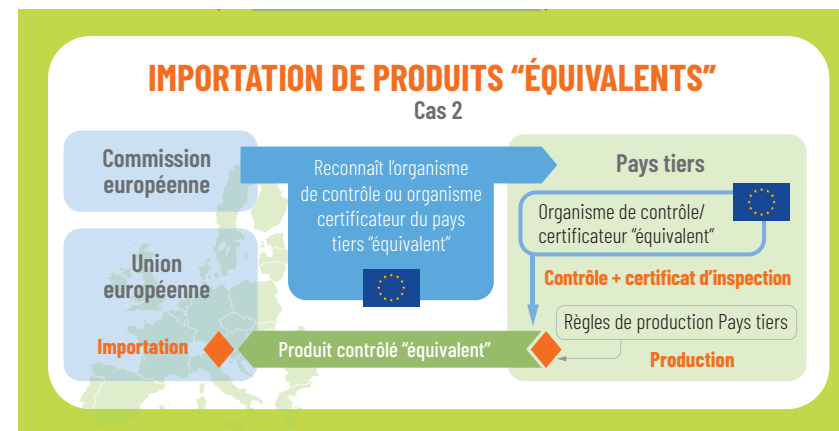 IMPORTATION DE PRODUITS “ÉQUIVALENTS”
Cas 2
Commission
européenne
Reconnaît l’organisme
de contrôle ou organisme
certificateur du pays
tiers “équivalent”
Pays tiers
Organisme de contrôle/
certificateur “équivalent”
Union
européenne
Contrôle + certificat d’inspection
Règles de production Pays tiers
Importation
Produit contrôlé “équivalent”
Production